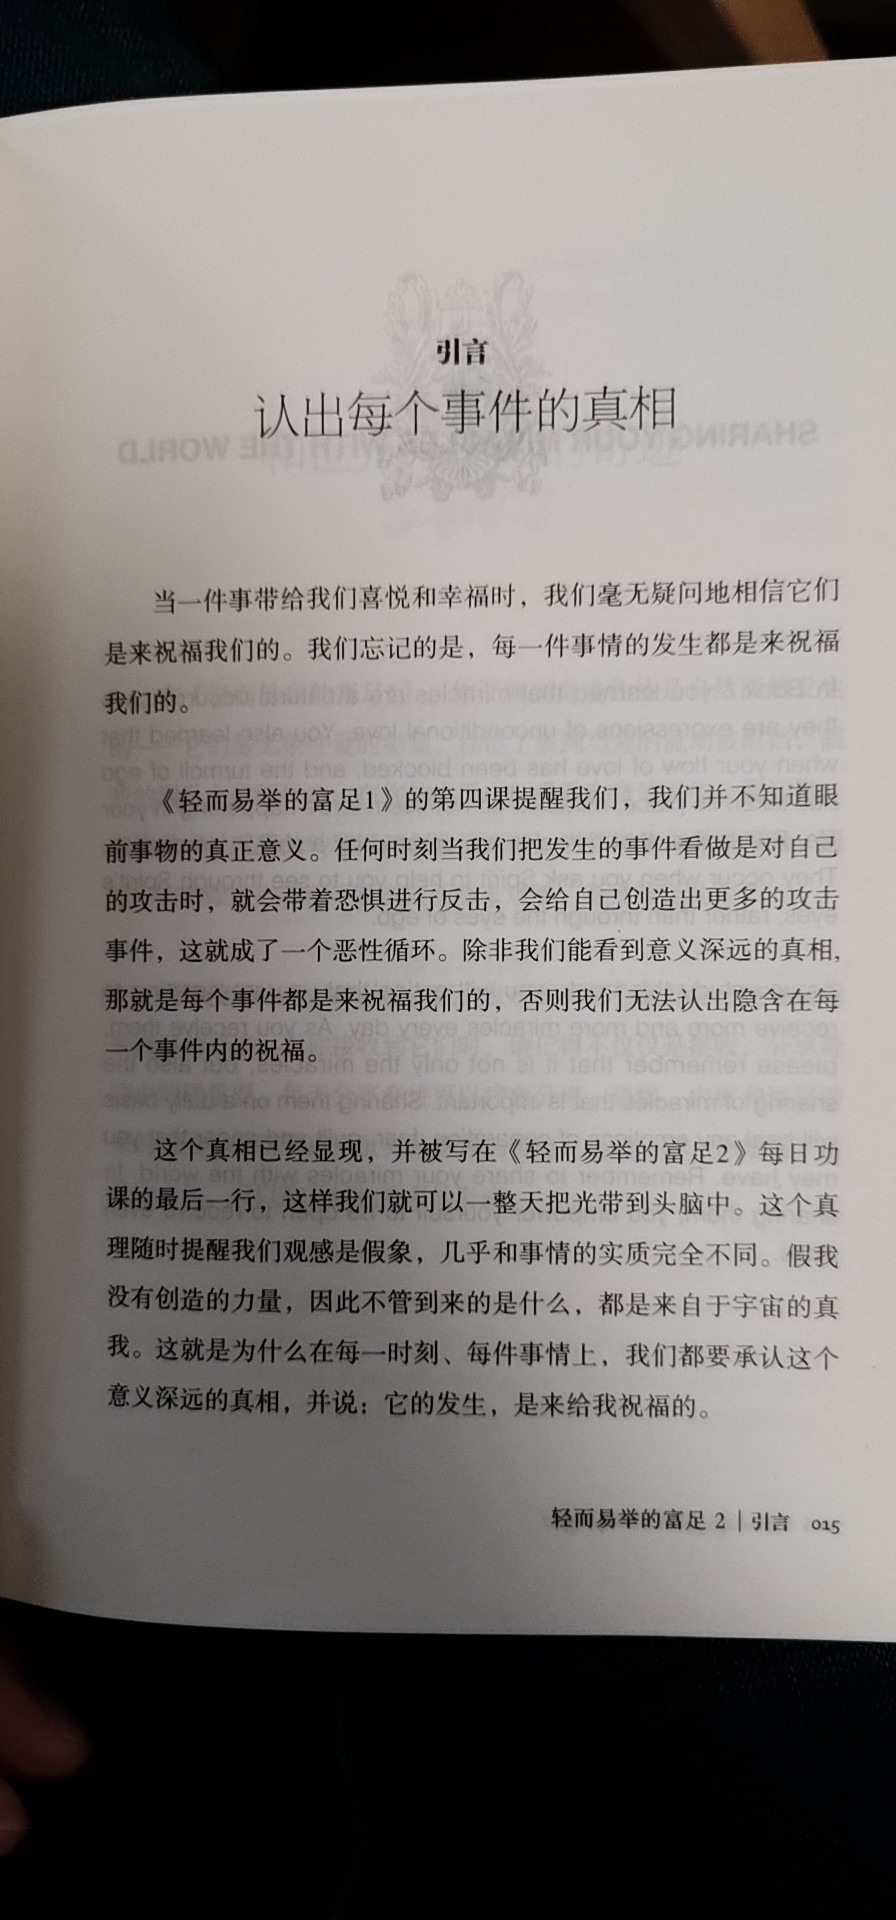 引言
认出每个事件的真相
当一件事带给我们喜悦和幸福时，我们毫无疑问地相信它们
是来祝福我们的。我们忘记的是，每一件事情的发生都是来祝福
我们的。
《轻而易举的富足1》的第四课提醒我们，我们并不知道眼
前事物的真正意义。任何时刻当我们把发生的事件看做是对自己
的攻击时，就会带着恐惧进行反击，会给自己创造出更多的攻击
事件，这就成了一个恶性循环。除非我们能看到意义深远的真相，
那就是每个事件都是来祝福我们的，否则我们无法认出隐含在每
一个事件内的祝福。
这个真相已经显现，并被写在《轻而易举的富足2》每日功
课的最后一行，这样我们就可以一整天把光带到头脑中。这个真
理随时提醒我们观感是假象，几乎和事情的实质完全不同。假我
没有创造的力量，因此不管到来的是什么，都是来自于宇宙的真
我。这就是为什么在每一时刻、每件事情上，我们都要承认这个
意义深远的真相，并说：它的发生，是来给我祝福的。
轻而易举的富足 2 | 引言 015